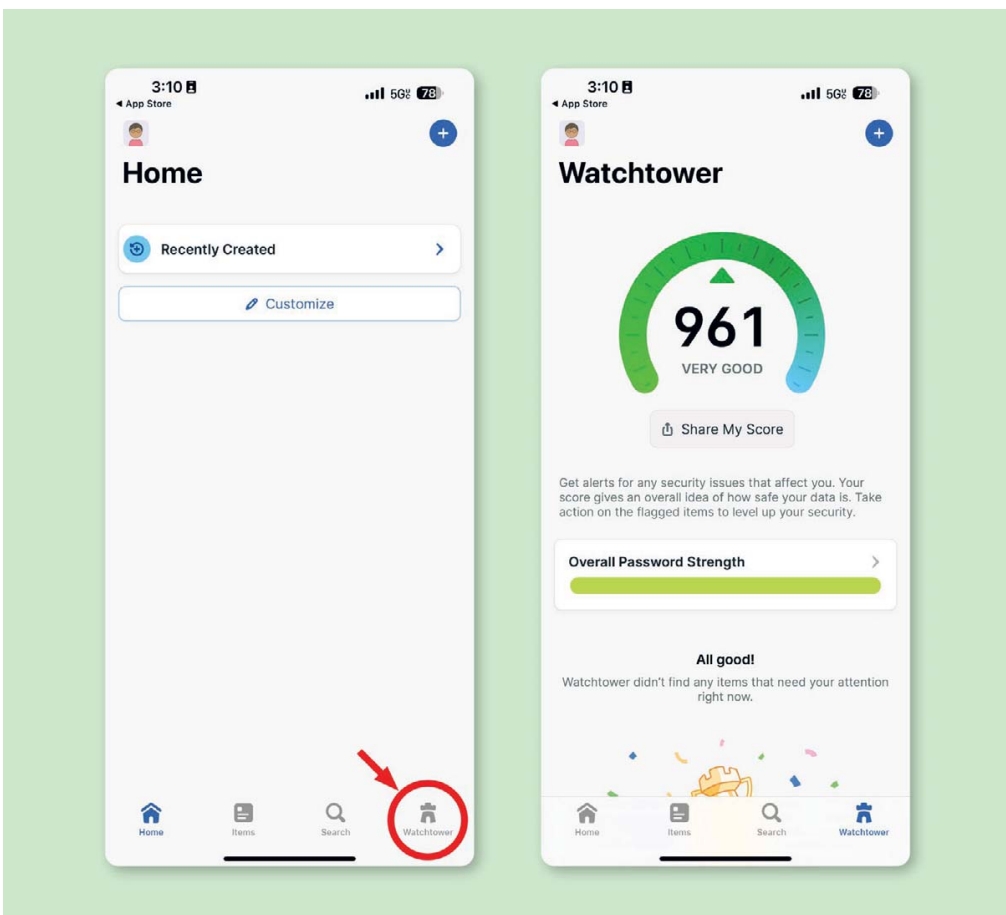 3:10
App Store
5G
78
Home
Recently Created
Customize
Home
Items
Search
Watchtower
3:10
App Store
5G
78
Watchtower
961
VERY GOOD
Share My Score
Get alerts for any security issues that affect you. Your
score gives an overall idea of how safe your data is. Take
action on the flagged items to level up your security.
Overall Password Strength
All good!
Watchtower didn't find any items that need your attention
right now.
Home
Items
Search
Watchtower